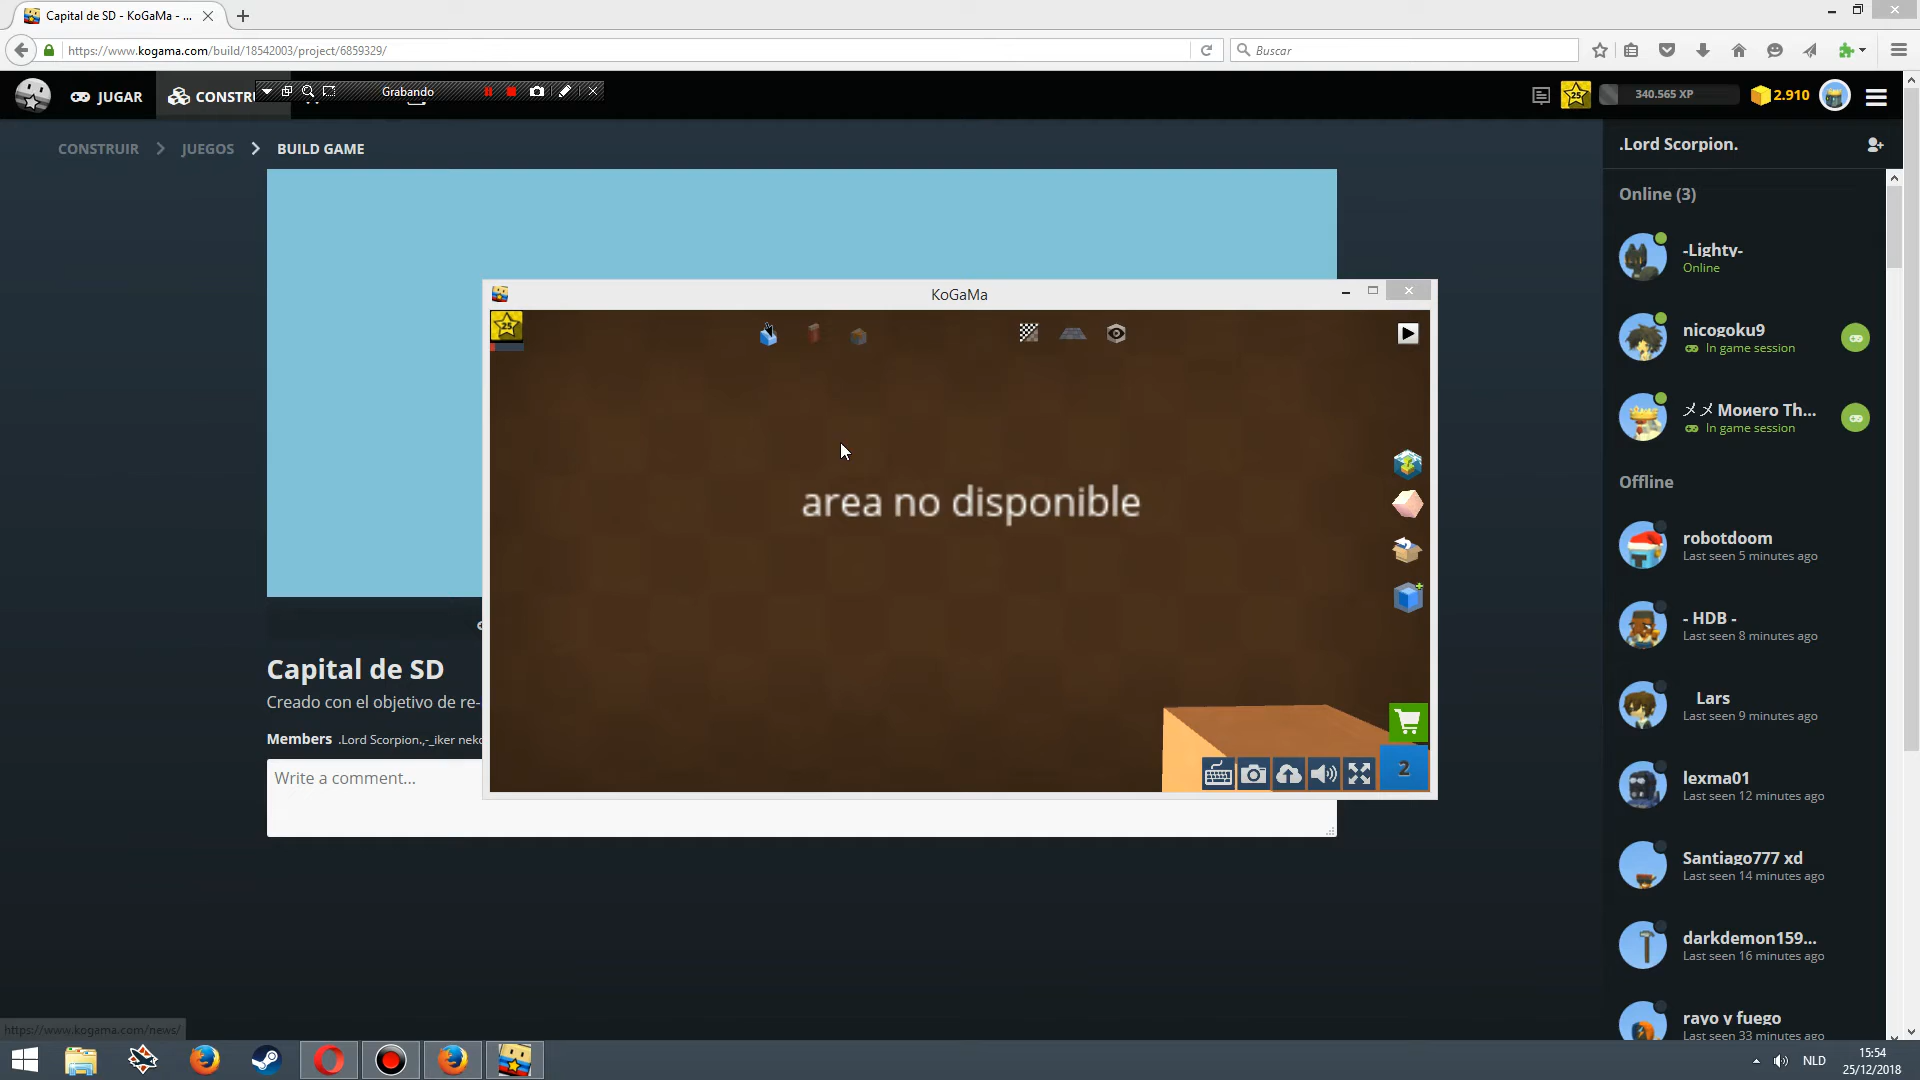 Capital de SD - KoGaMa - ...
https://www.kogama.com/build/18542003/project/6859329/
Buscar
JUGAR
CONSTRU
Grabando
25
340.565 XP
2.910
CONSTRUIR
JUEGOS
BUILD GAME
.Lord Scorpion.
Online (3)
-Lighty-
Online
nicogoku9
In game session
メメ Monero Th...
In game session
Offline
robotdoom
Last seen 5 minutes ago
- HDB -
Last seen 8 minutes ago
Lars
Last seen 9 minutes ago
lexma01
Last seen 12 minutes ago
Santiago777 xd
Last seen 14 minutes ago
darkdemon159...
Last seen 16 minutes ago
rayo y fuego
Last seen 33 minutes ago
KoGaMa
25
area no disponible
2
Capital de SD
Creado con el objetivo de re-
Members .Lord Scorpion.,-_iker neko
Write a comment...
https://www.kogama.com/news/
NLD
15:54
25/12/2018